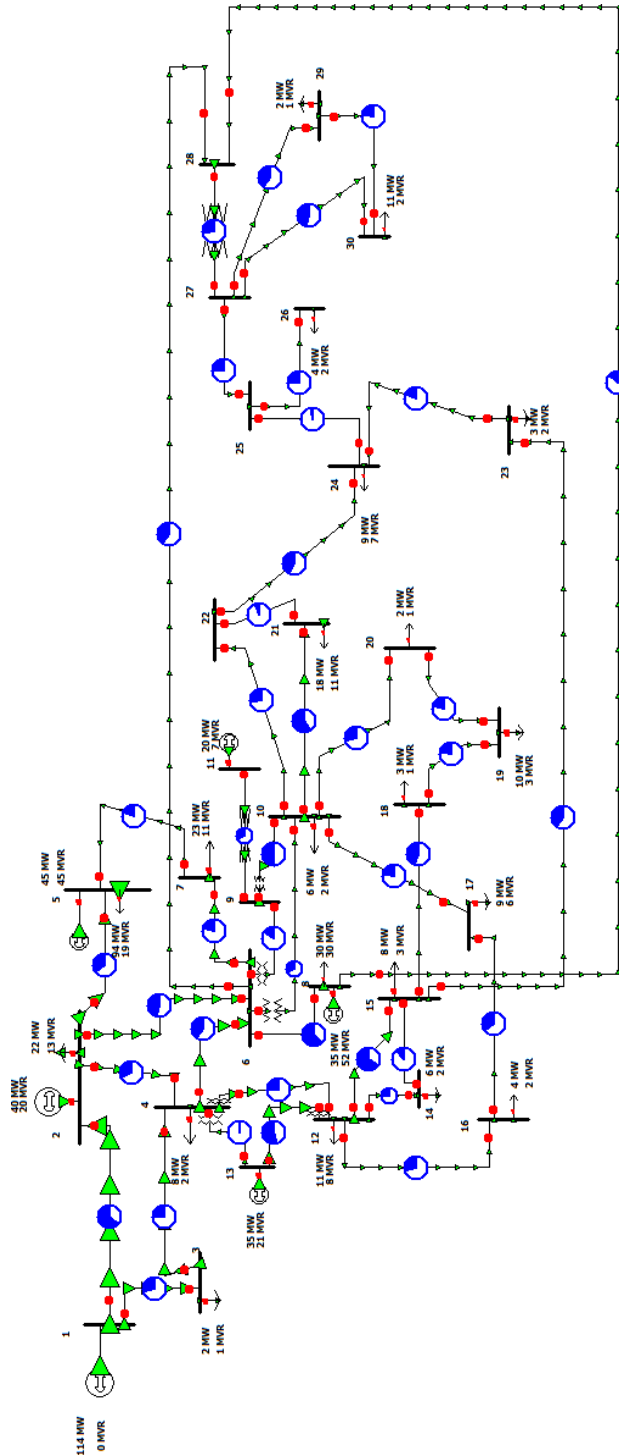 2 MW
1 MVR
29
28
11 MW
2 MVR
30
27
26
4 MW
2 MVR
25
3 MW
2 MVR
23
24
9 MW
7 MVR
22
21
18 MW
11 MVR
2 MW
1 MVR
20
11
20 MW
7 MVR
19
10 MW
3 MVR
3 MW
1 MVR
18
10
6 MW
2 MVR
23 MW
11 MVR
7
9
45 MW
45 MVR
5
94 MW
19 MVR
17
9 MW
6 MVR
30 MW
30 MVR
8
35 MW
52 MVR
8 MW
3 MVR
15
6
22 MW
13 MVR
40 MW
20 MVR
2
4
8 MW
2 MVR
6 MW
2 MVR
14
12
11 MW
8 MVR
13
35 MW
21 MVR
4 MW
2 MVR
16
3
2 MW
1 MVR
1
114 MW
0 MVR